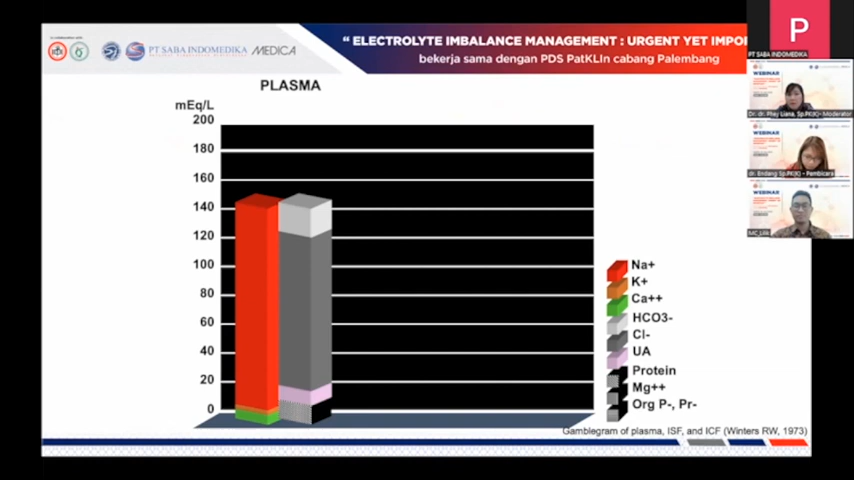 PT SABA INDOMEDIKA
MEDICA
“ ELECTROLYTE IMBALANCE MANAGEMENT : URGENT YET IMPO
bekerja sama dengan PDS PatKLIn cabang Palembang
P
PT SABA INDOMEDIKA
WEBINAR
Dr. dr. Phey Liana, Sp.PK(K)- Moderator
WEBINAR
dr. Endang Sp.PK(K) - Pembicara
WEBINAR
PLASMA
mEq/L
200
180
160
140
120
100
80
60
40
20
0
Na+
K+
Ca++
HCO3-
Cl-
UA
Protein
Mg++
Org P-, Pr-
Gamblegram of plasma, ISF, and ICF (Winters RW, 1973)